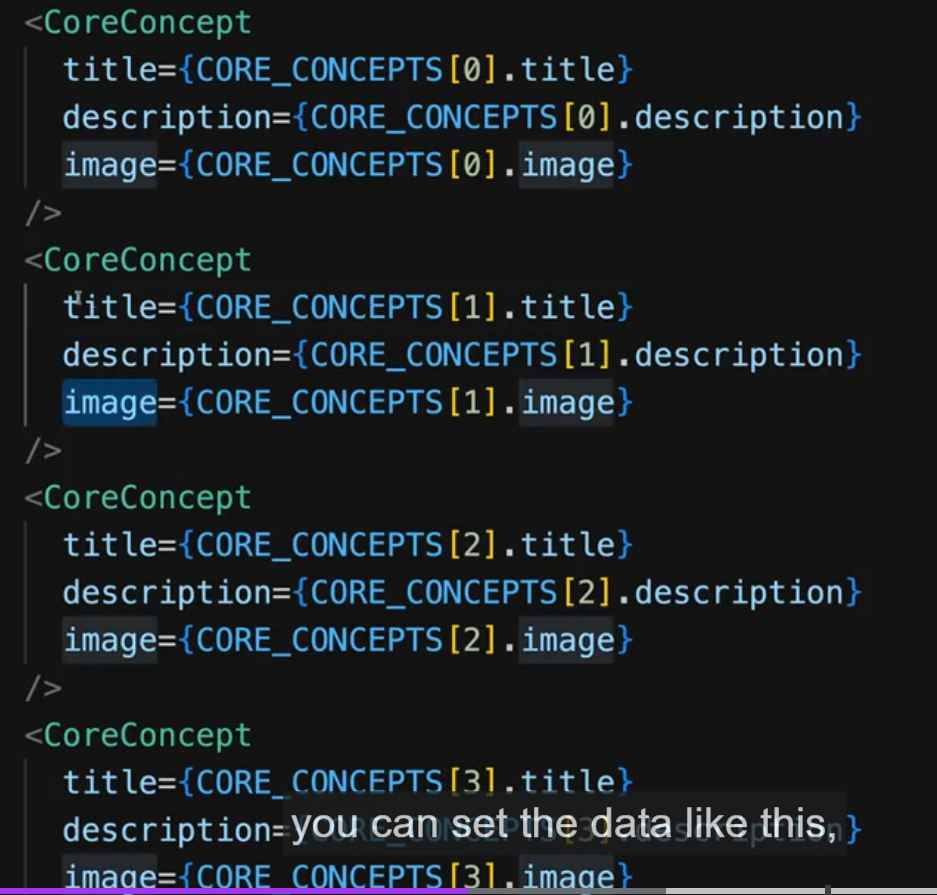 <CoreConcept
title={CORE_CONCEPTS[0].title}
description={CORE_CONCEPTS[0].description}
image={CORE_CONCEPTS[0].image}
/>
<CoreConcept
title={CORE_CONCEPTS[1].title}
description={CORE_CONCEPTS[1].description}
image={CORE_CONCEPTS[1].image}
/>
<CoreConcept
title={CORE_CONCEPTS[2].title}
description={CORE_CONCEPTS[2].description}
image={CORE_CONCEPTS[2].image}
/>
<CoreConcept
title={CORE_CONCEPTS[3].title}
description=}
you can set the data like this,
image={CORE_CONCEPTS[3].image}